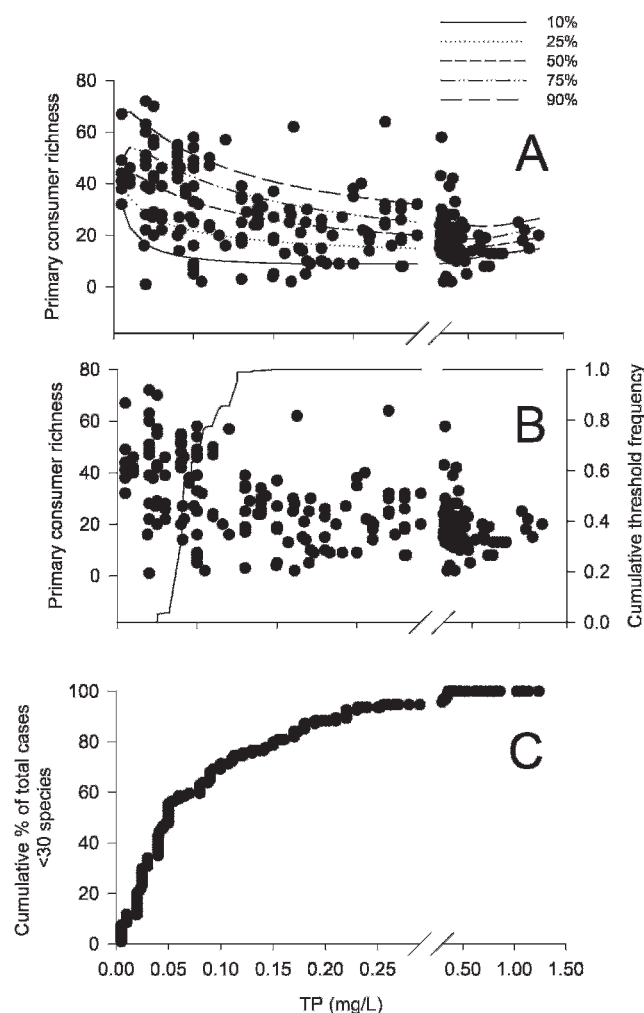 10%
25%
50%
75%
90%
80
60
40
20
0
Primary consumer richness
A
80
60
40
20
0
Primary consumer richness
B
1.0
0.8
0.6
0.4
0.2
0.0
Cumulative threshold frequency
100
80
60
40
20
0
Cumulative % of total cases
<30 species
C
0.00 0.05 0.10 0.15 0.20 0.25 0.50 1.00 1.50
TP (mg/L)